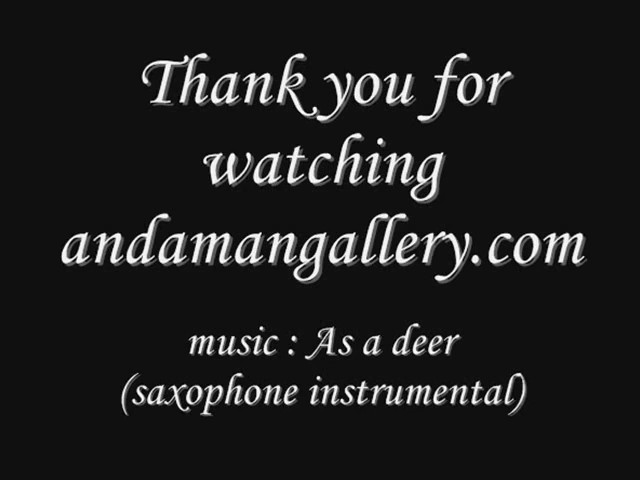 Thank you for
watching
andamangallery.com
music : As a deer
(saxophone instrumental)